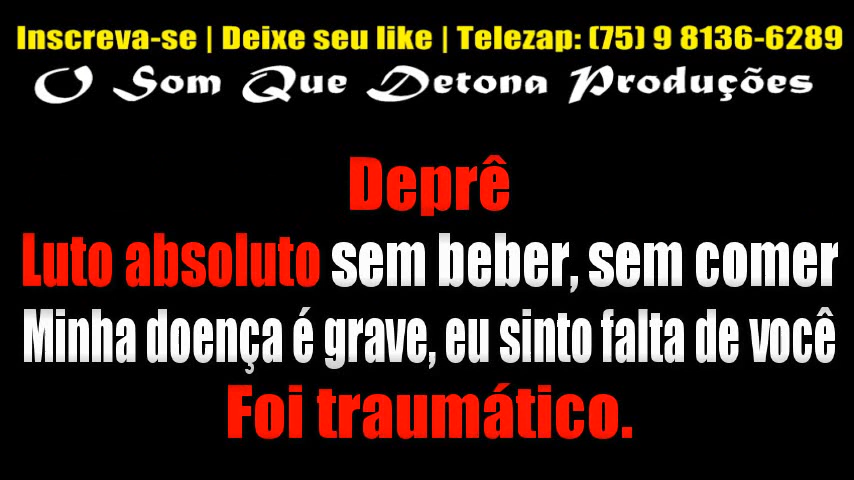 Inscreva-se | Deixe seu like | Telezap: (75) 9 8136-6289
O Som Que Detona Produções
Deprê
Luto absoluto sem beber, sem comer
Minha doença é grave, eu sinto falta de você
Foi traumático.